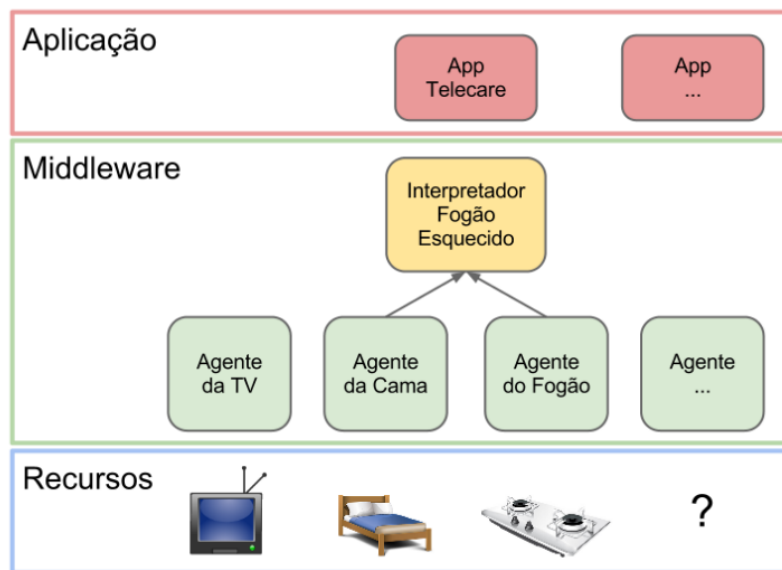 Aplicação
App
Telecare
App
...
Middleware
Interpretador
Fogão
Esquecido
Agente
da TV
Agente
da Cama
Agente
do Fogão
Agente
...
Recursos
?